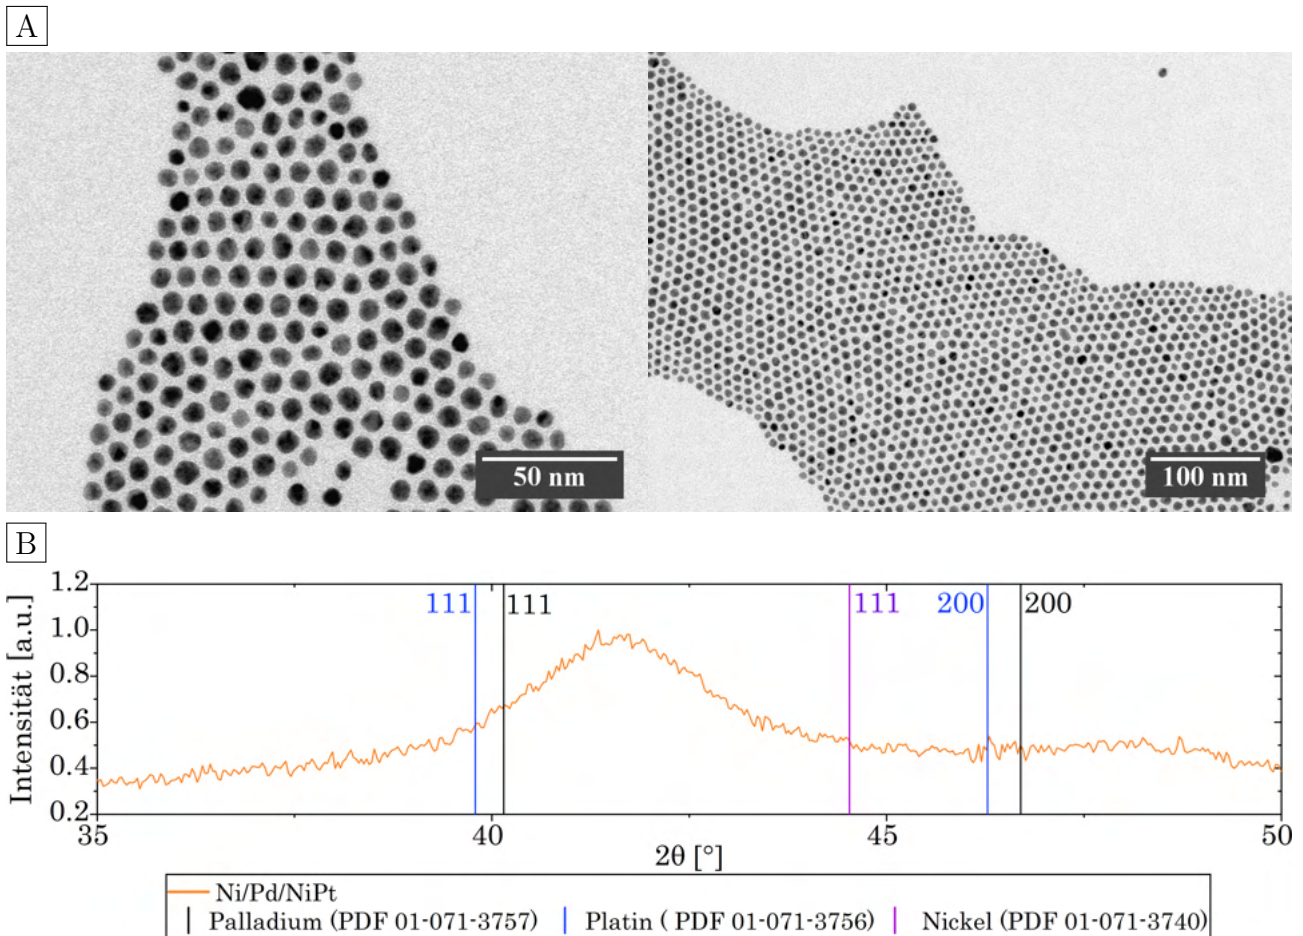 A
50 nm
100 nm
B
Intensität [a.u.]
1.2
1.0
0.8
0.6
0.4
0.2
111
111
111
200
200
35
40
45
50
2θ [°]
Ni/Pd/NiPt
Palladium (PDF 01-071-3757)
Platin ( PDF 01-071-3756)
Nickel (PDF 01-071-3740)